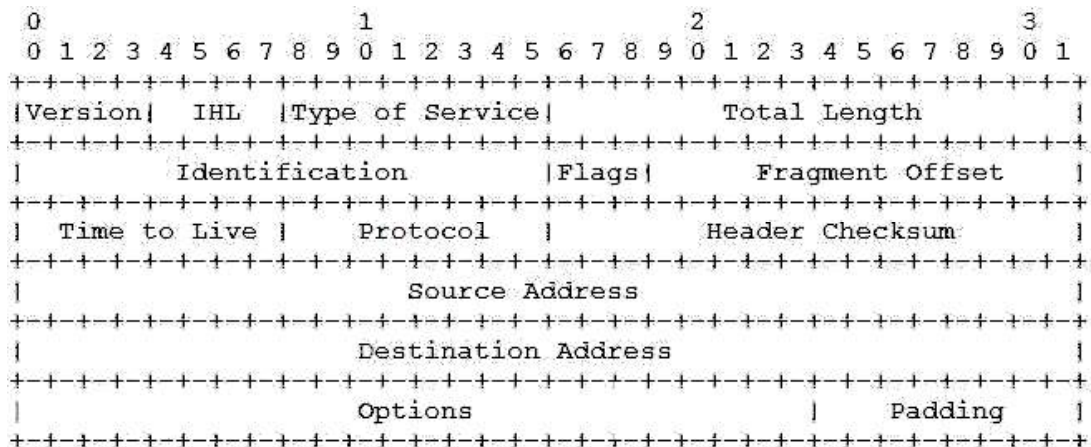 0                   1                   2                   3
0 1 2 3 4 5 6 7 8 9 0 1 2 3 4 5 6 7 8 9 0 1 2 3 4 5 6 7 8 9 0 1
+-+-+-+-+-+-+-+-+-+-+-+-+-+-+-+-+-+-+-+-+-+-+-+-+-+-+-+-+-+-+-+-+
|Version|  IHL  |Type of Service|          Total Length         |
+-+-+-+-+-+-+-+-+-+-+-+-+-+-+-+-+-+-+-+-+-+-+-+-+-+-+-+-+-+-+-+-+
|         Identification        |Flags|      Fragment Offset    |
+-+-+-+-+-+-+-+-+-+-+-+-+-+-+-+-+-+-+-+-+-+-+-+-+-+-+-+-+-+-+-+-+
|  Time to Live |    Protocol   |         Header Checksum       |
+-+-+-+-+-+-+-+-+-+-+-+-+-+-+-+-+-+-+-+-+-+-+-+-+-+-+-+-+-+-+-+-+
|                       Source Address                          |
+-+-+-+-+-+-+-+-+-+-+-+-+-+-+-+-+-+-+-+-+-+-+-+-+-+-+-+-+-+-+-+-+
|                    Destination Address                        |
+-+-+-+-+-+-+-+-+-+-+-+-+-+-+-+-+-+-+-+-+-+-+-+-+-+-+-+-+-+-+-+-+
|                    Options                    |    Padding    |
+-+-+-+-+-+-+-+-+-+-+-+-+-+-+-+-+-+-+-+-+-+-+-+-+-+-+-+-+-+-+-+-+